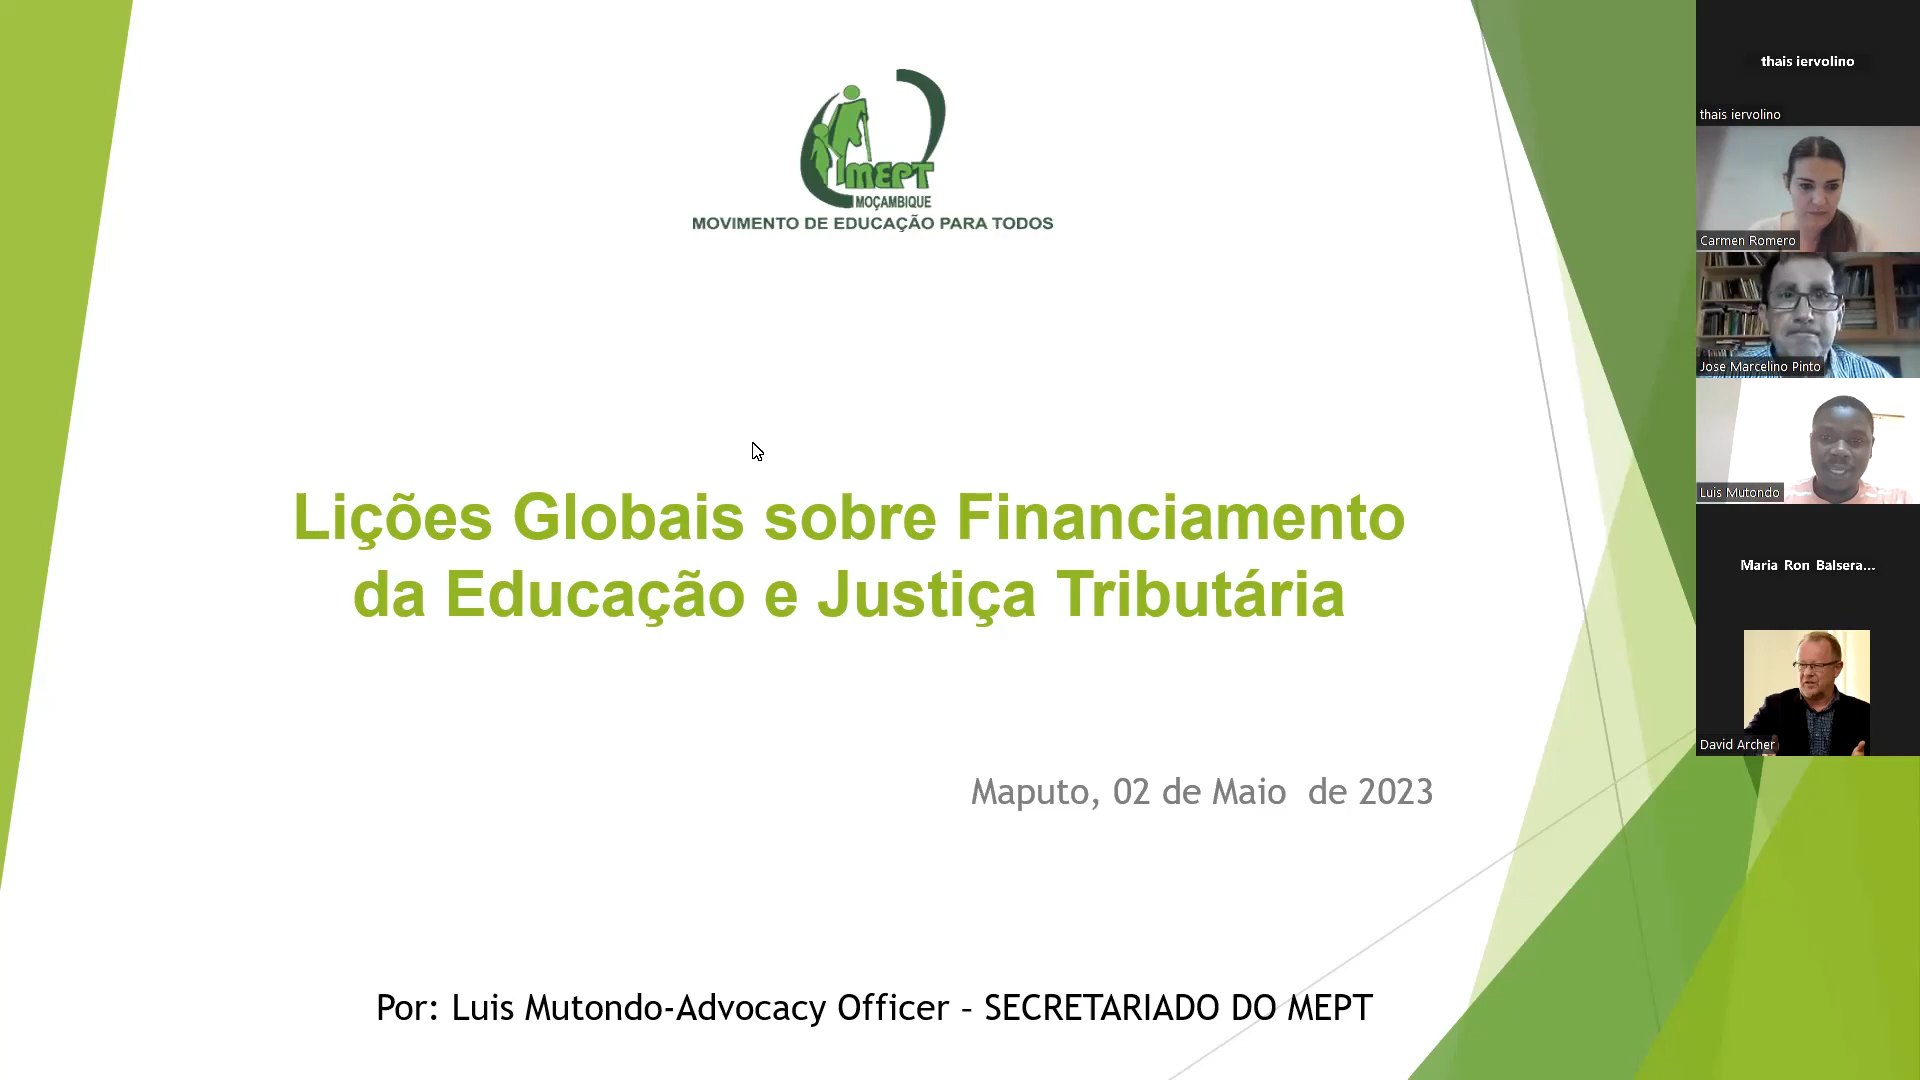 MEPT
MOÇAMBIQUE
MOVIMENTO DE EDUCAÇÃO PARA TODOS
Lições Globais sobre Financiamento
da Educação e Justiça Tributária
Maputo, 02 de Maio  de 2023
Por: Luis Mutondo-Advocacy Officer – SECRETARIADO DO MEPT
thais iervolino
thais iervolino
Carmen Romero
Jose Marcelino Pinto
Luis Mutondo
Maria Ron Balsera...
David Archer